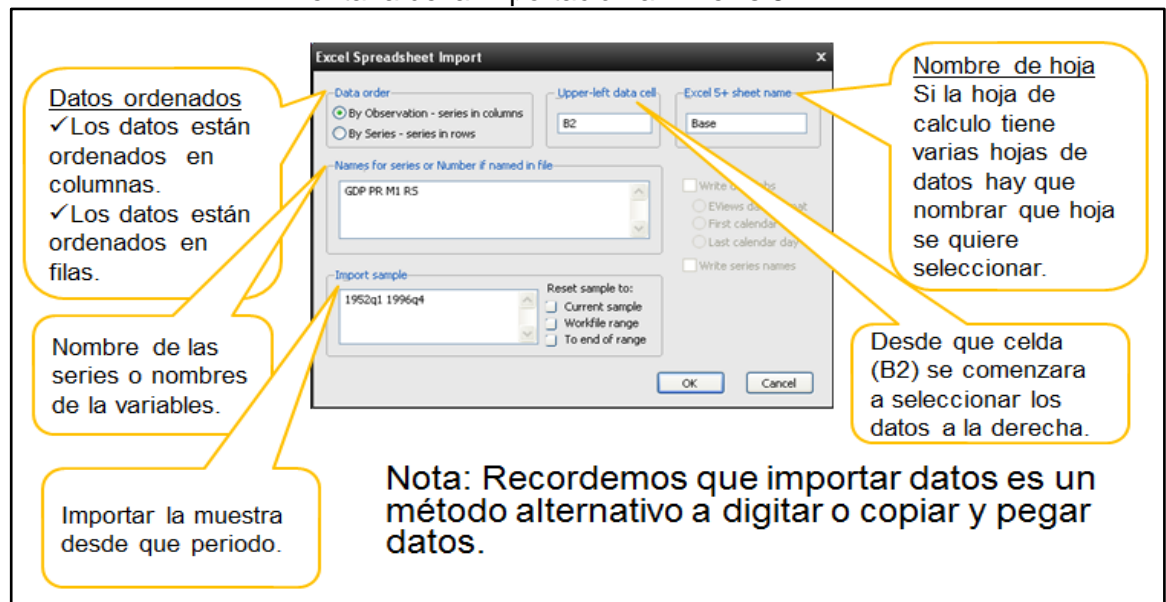 Excel Spreadsheet Import x
Datos ordenados
✓Los datos están
ordenados en
columnas.
✓Los datos están
ordenados en
filas.
Nombre de las
series o nombres
de la variables.
Importar la muestra
desde que periodo.
Data order
By Observation - series in columns
By Series - series in rows
Upper-left data cell
B2
Excel 5+ sheet name
Base
Names for series or Number if named in file
GDP PR M1 RS
Write
EViews
First calendar
Last calendar day
Write series names
Import sample
1952q1 1996q4
Reset sample to:
Current sample
Workfile range
To end of range
OK Cancel
Nombre de hoja
Si la hoja de
calculo tiene
varias hojas de
datos hay que
nombrar que hoja
se quiere
seleccionar.
Desde que celda
(B2) se comenzara
a seleccionar los
datos a la derecha.
Nota: Recordemos que importar datos es un
método alternativo a digitar o copiar y pegar
datos.